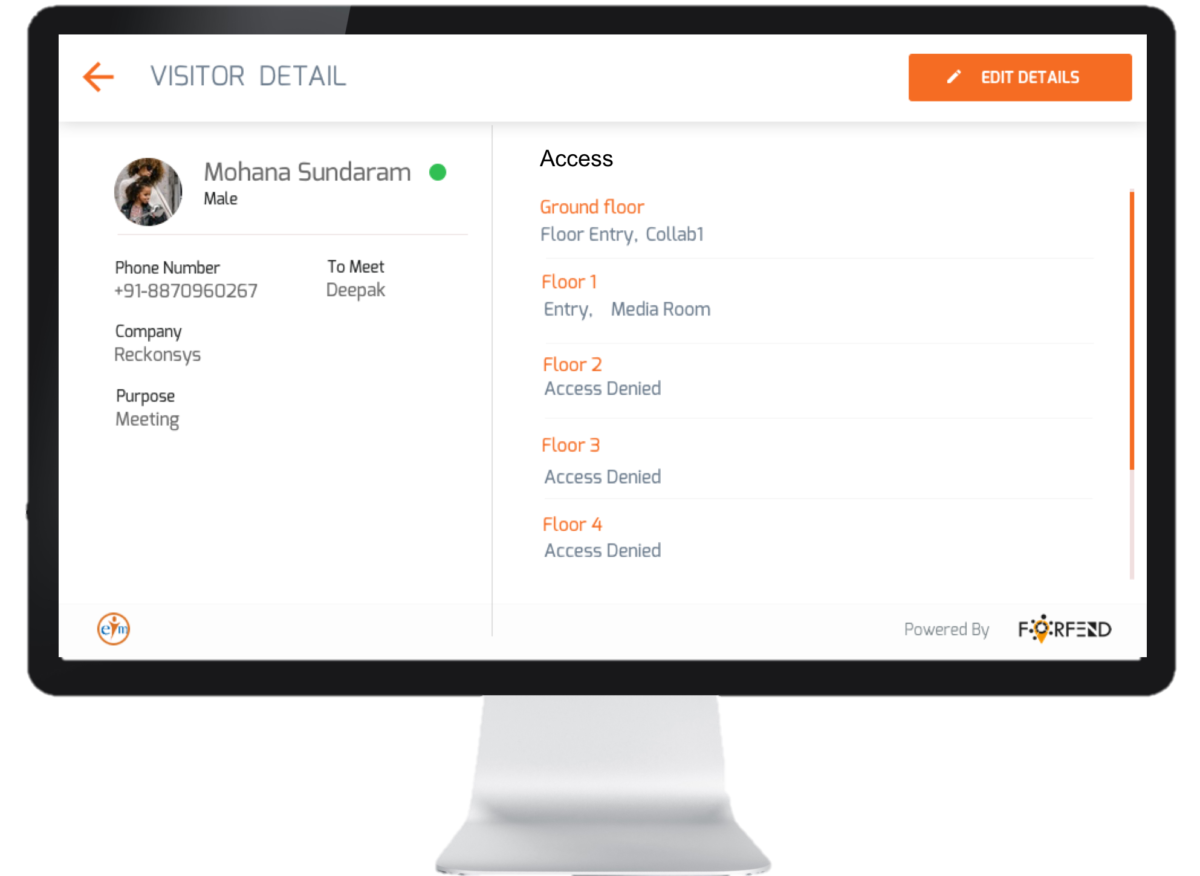 VISITOR DETAIL
EDIT DETAILS
Mohana Sundaram
Male
Phone Number
+91-8870960267
To Meet
Deepak
Company
Reckonsys
Purpose
Meeting
Access
Ground floor
Floor Entry, Collab1
Floor 1
Entry, Media Room
Floor 2
Access Denied
Floor 3
Access Denied
Floor 4
Access Denied
eym
Powered By
FORFEND